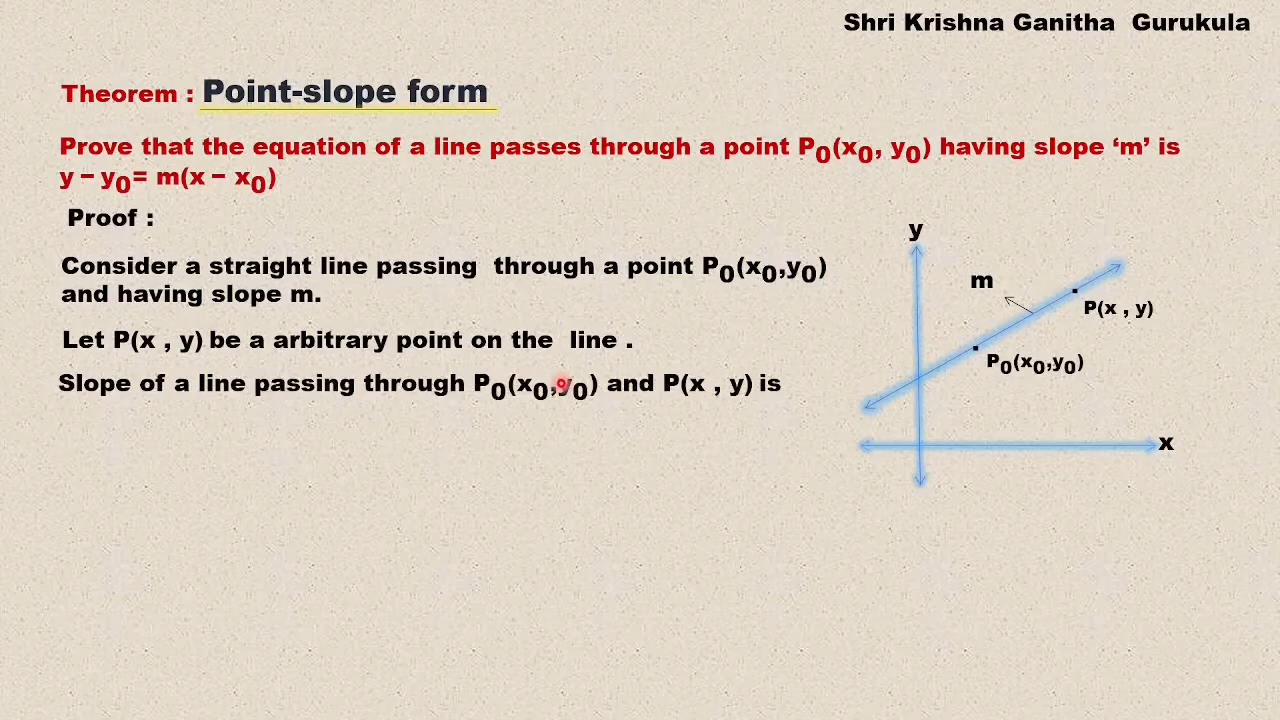 Shri Krishna Ganitha Gurukula
Theorem : Point-slope form
Prove that the equation of a line passes through a point P₀(x₀, y₀) having slope ‘m’ is
y − y₀= m(x − x₀)
Proof :
Consider a straight line passing through a point P₀(x₀,y₀)
and having slope m.
Let P(x , y) be a arbitrary point on the line .
Slope of a line passing through P₀(x₀,y₀) and P(x , y) is
y
m
P(x , y)
P₀(x₀,y₀)
x